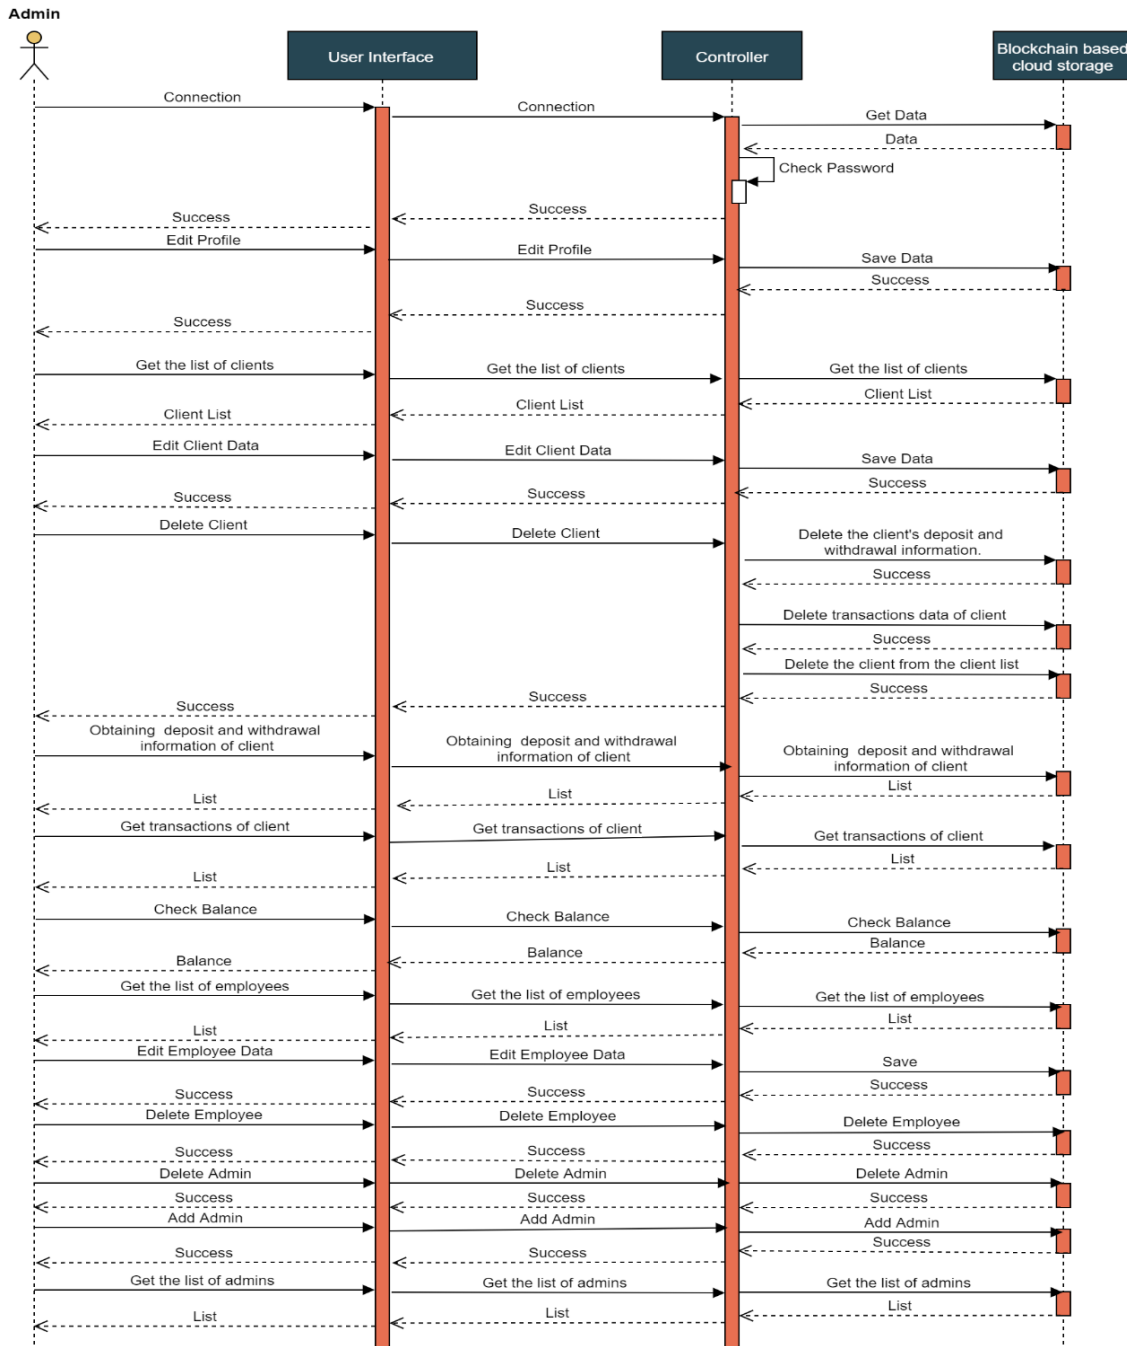 Admin
User Interface
Controller
Blockchain based
cloud storage
Connection
Connection
Get Data
Data
Check Password
Success
Success
Edit Profile
Edit Profile
Save Data
Success
Success
Success
Get the list of clients
Get the list of clients
Get the list of clients
Client List
Client List
Client List
Edit Client Data
Edit Client Data
Save Data
Success
Success
Success
Delete Client
Delete Client
Delete the client's deposit and
withdrawal information.
Success
Delete transactions data of client
Success
Delete the client from the client list
Success
Success
Success
Obtaining  deposit and withdrawal
information of client
Obtaining  deposit and withdrawal
information of client
Obtaining  deposit and withdrawal
information of client
List
List
List
Get transactions of client
Get transactions of client
Get transactions of client
List
List
List
Check Balance
Check Balance
Check Balance
Balance
Balance
Balance
Get the list of employees
Get the list of employees
Get the list of employees
List
List
List
Edit Employee Data
Edit Employee Data
Save
Success
Success
Success
Delete Employee
Delete Employee
Delete Employee
Success
Success
Success
Delete Admin
Delete Admin
Delete Admin
Success
Success
Success
Add Admin
Add Admin
Add Admin
Success
Success
Success
Get the list of admins
Get the list of admins
Get the list of admins
List
List
List